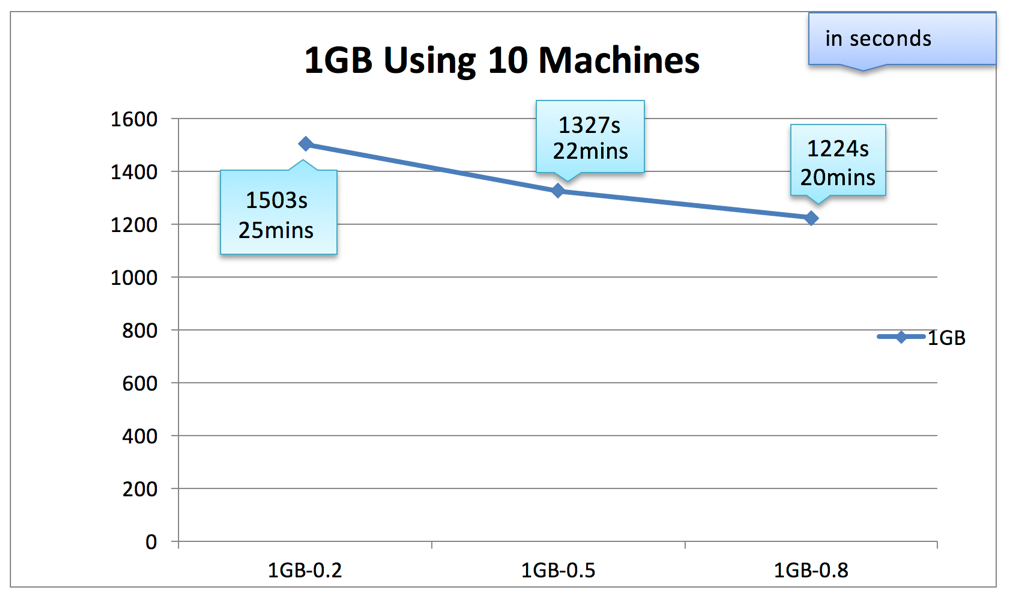 in seconds
1GB Using 10 Machines
1600
1400
1200
1000
800
600
400
200
0
1503s
25mins
1327s
22mins
1224s
20mins
1GB
1GB-0.2
1GB-0.5
1GB-0.8